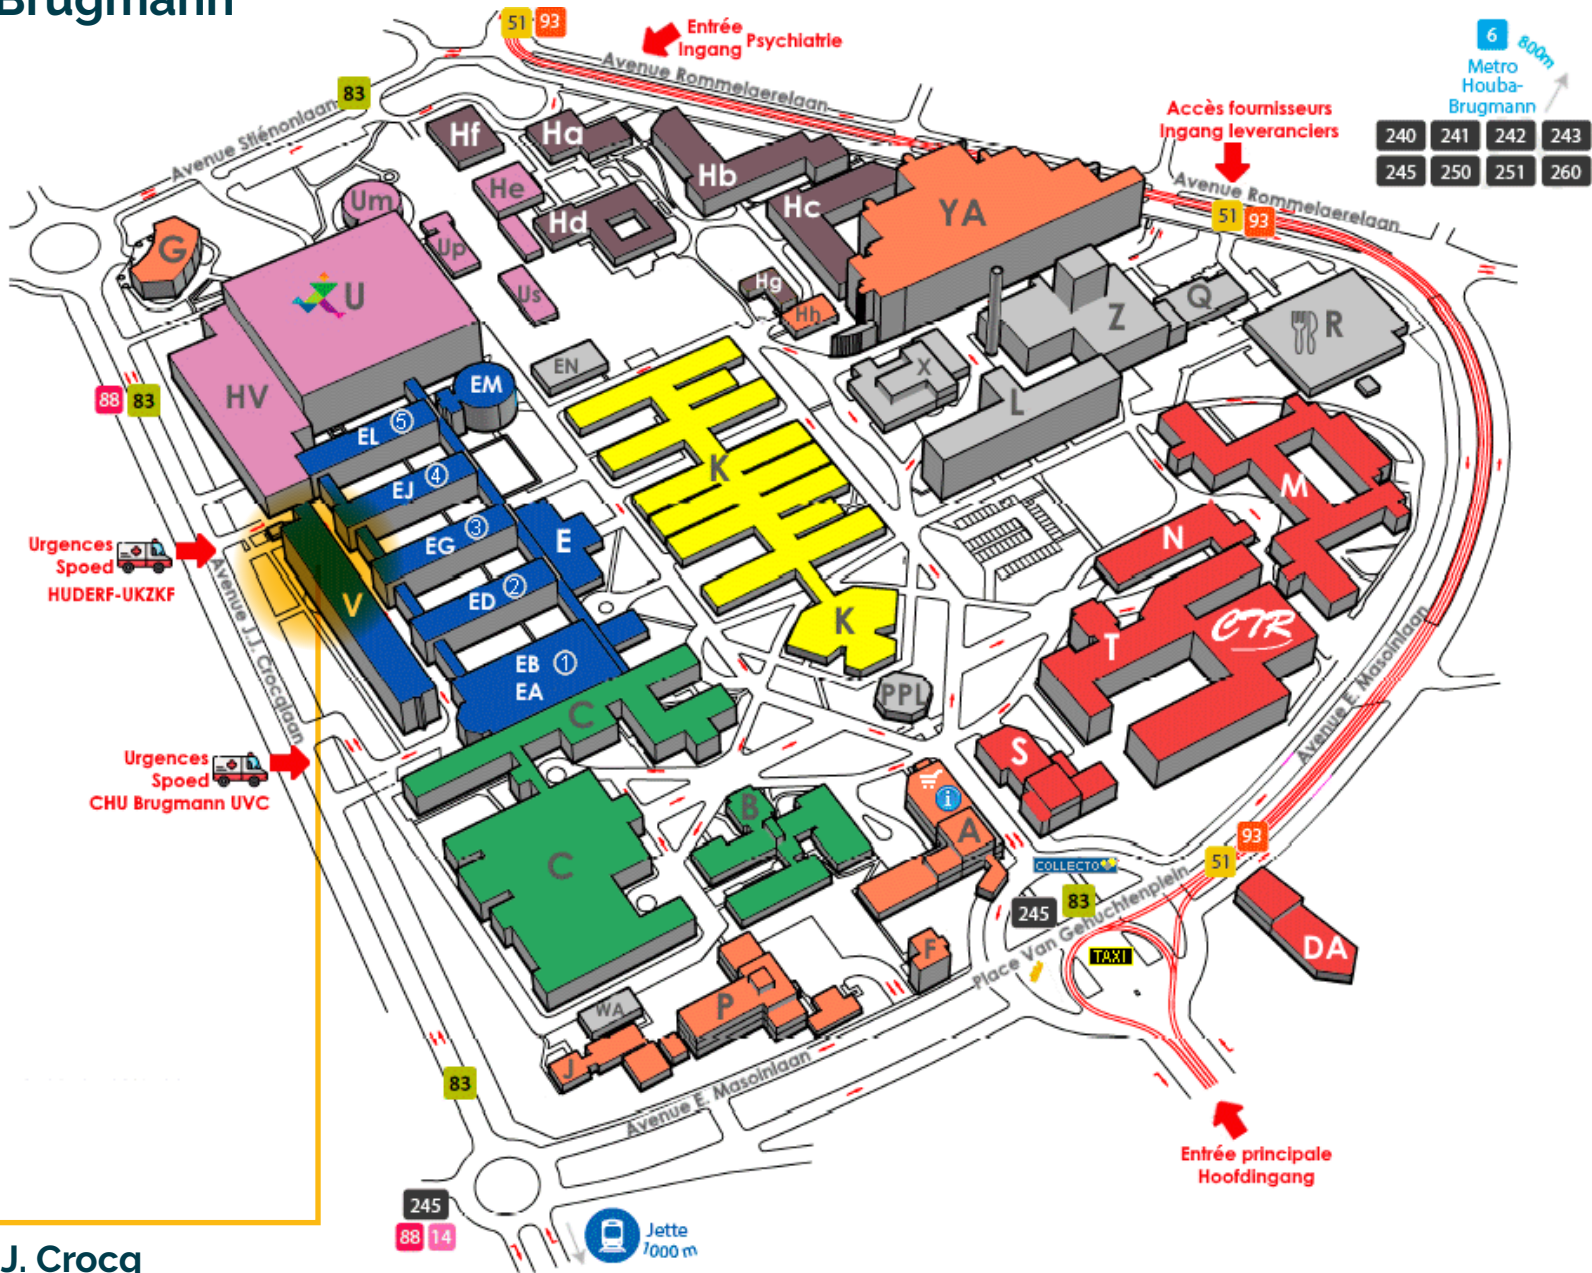 Brugmann
51 93
Entrée
Ingang Psychiatrie
Avenue Rommelaerelaan
6
800m
Metro
Houba-
Brugmann
240 241 242 243
245 250 251 260
Accès fournisseurs
Ingang leveranciers
Avenue Rommelaerelaan
51 93
83
Avenue Stiénonlaan
Hf
Ha
Hb
He
Hc
Hd
Um
Up
Us
YA
G
U
HV
Hg
Hh
EN
Z
Q
R
X
L
88 83
EM
EL 5
EJ 4
EG 3
E
ED 2
EB 1
EA
V
K
K
M
N
T
CTR
PPL
S
Urgences
Spoed
HUDERF-UKZKF
Avenue J.J. Crocqlaan
Urgences
Spoed
CHU Brugmann UVC
C
C
B
i
A
Avenue E. Masoinlaan
93
51
COLLECTO
245 83
Place Van Gehuchtenplein
TAXI
DA
F
P
WA
J
Avenue E. Masoinlaan
83
Entrée principale
Hoofdingang
245
88 14
Jette
1000 m
J. Crocq